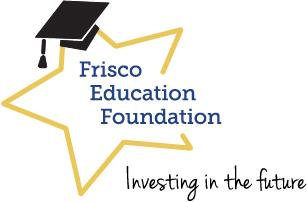 Frisco
Education
Foundation
Investing in the future